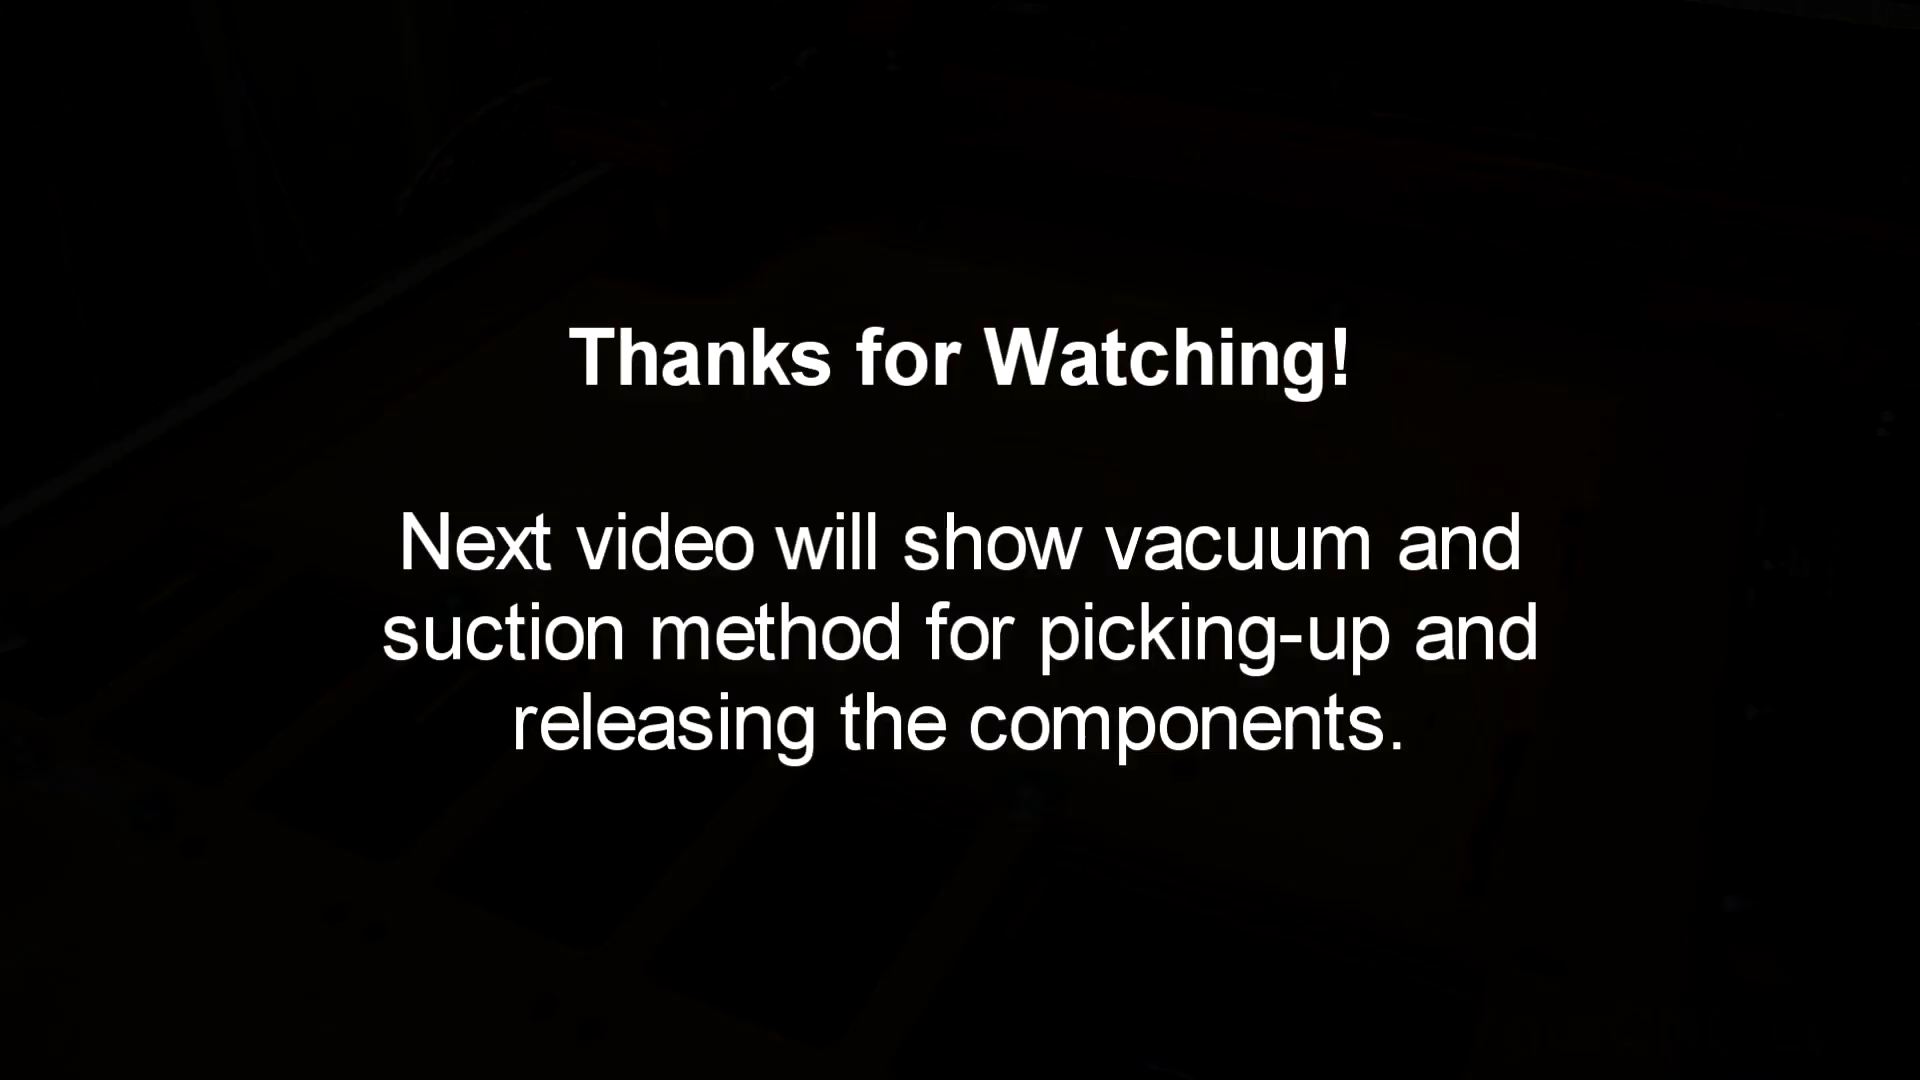 Thanks for Watching!
Next video will show vacuum and
suction method for picking-up and
releasing the components.